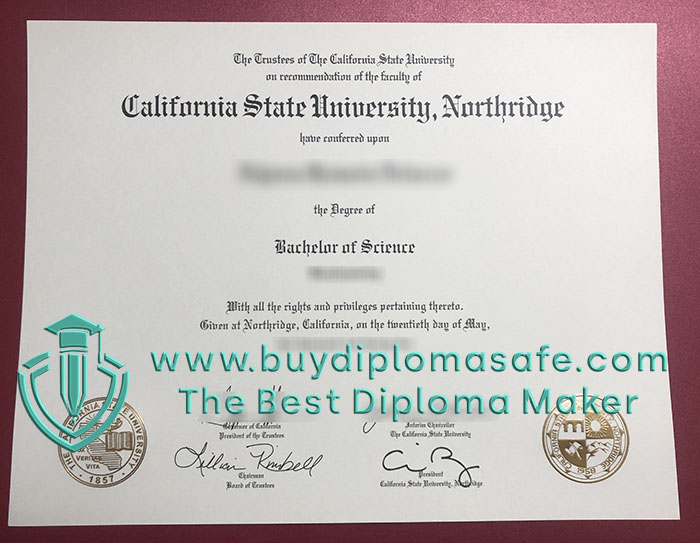 The Trustees of The California State University
on recommendation of the faculty of
California State University, Northridge
have conferred upon
the Degree of
Bachelor of Science
With all the rights and privileges pertaining thereto.
Given at Northridge, California, on the twentieth day of May,
www.buydiplomasafe.com
The Best Diploma Maker
Governor of California
President of the Trustees
Interim Chancellor
The California State University
Chairman
Board of Trustees
President
California State University, Northridge
VERITAS
VITA
1857